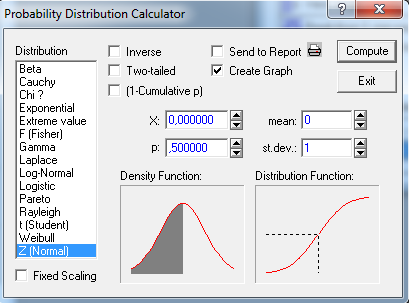 Probability Distribution Calculator
Distribution
Beta
Cauchy
Chi ?
Exponential
Extreme value
F (Fisher)
Gamma
Laplace
Log-Normal
Logistic
Pareto
Rayleigh
t (Student)
Weibull
Z (Normal)
Fixed Scaling
Inverse
Send to Report
Two-tailed
Create Graph
(1-Cumulative p)
Compute
Exit
X: 0,000000
mean: 0
p: ,500000
st.dev.: 1
Density Function:
Distribution Function: